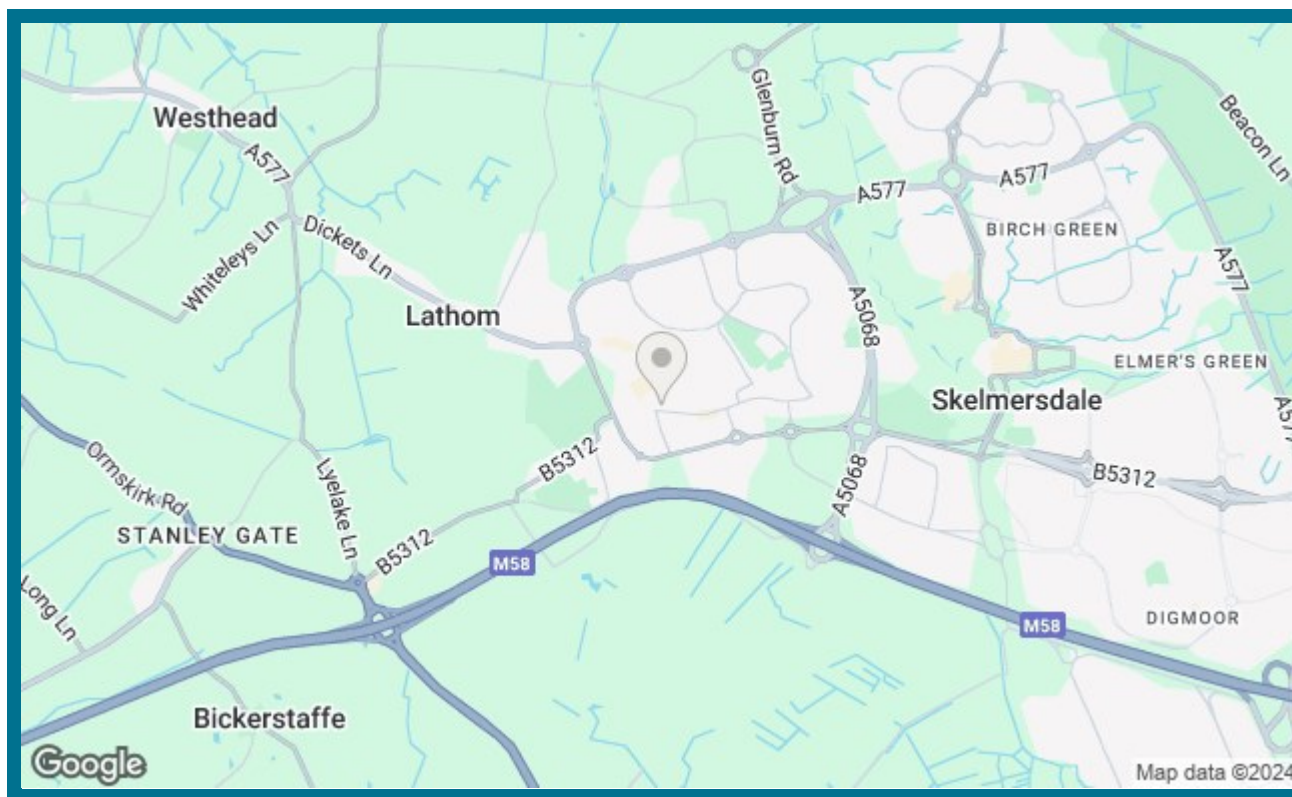 Westhead
A577
Glenburn Rd
Beacon Ln
A577
A577
BIRCH GREEN
Whiteleys Ln
Dickets Ln
A577
Lathom
A5068
ELMER'S GREEN
Skelmersdale
A577
Ormskirk Rd
Lyelake Ln
B5312
A5068
B5312
STANLEY GATE
B5312
M58
Long Ln
M58
DIGMOOR
Bickerstaffe
Google
Map data ©2024